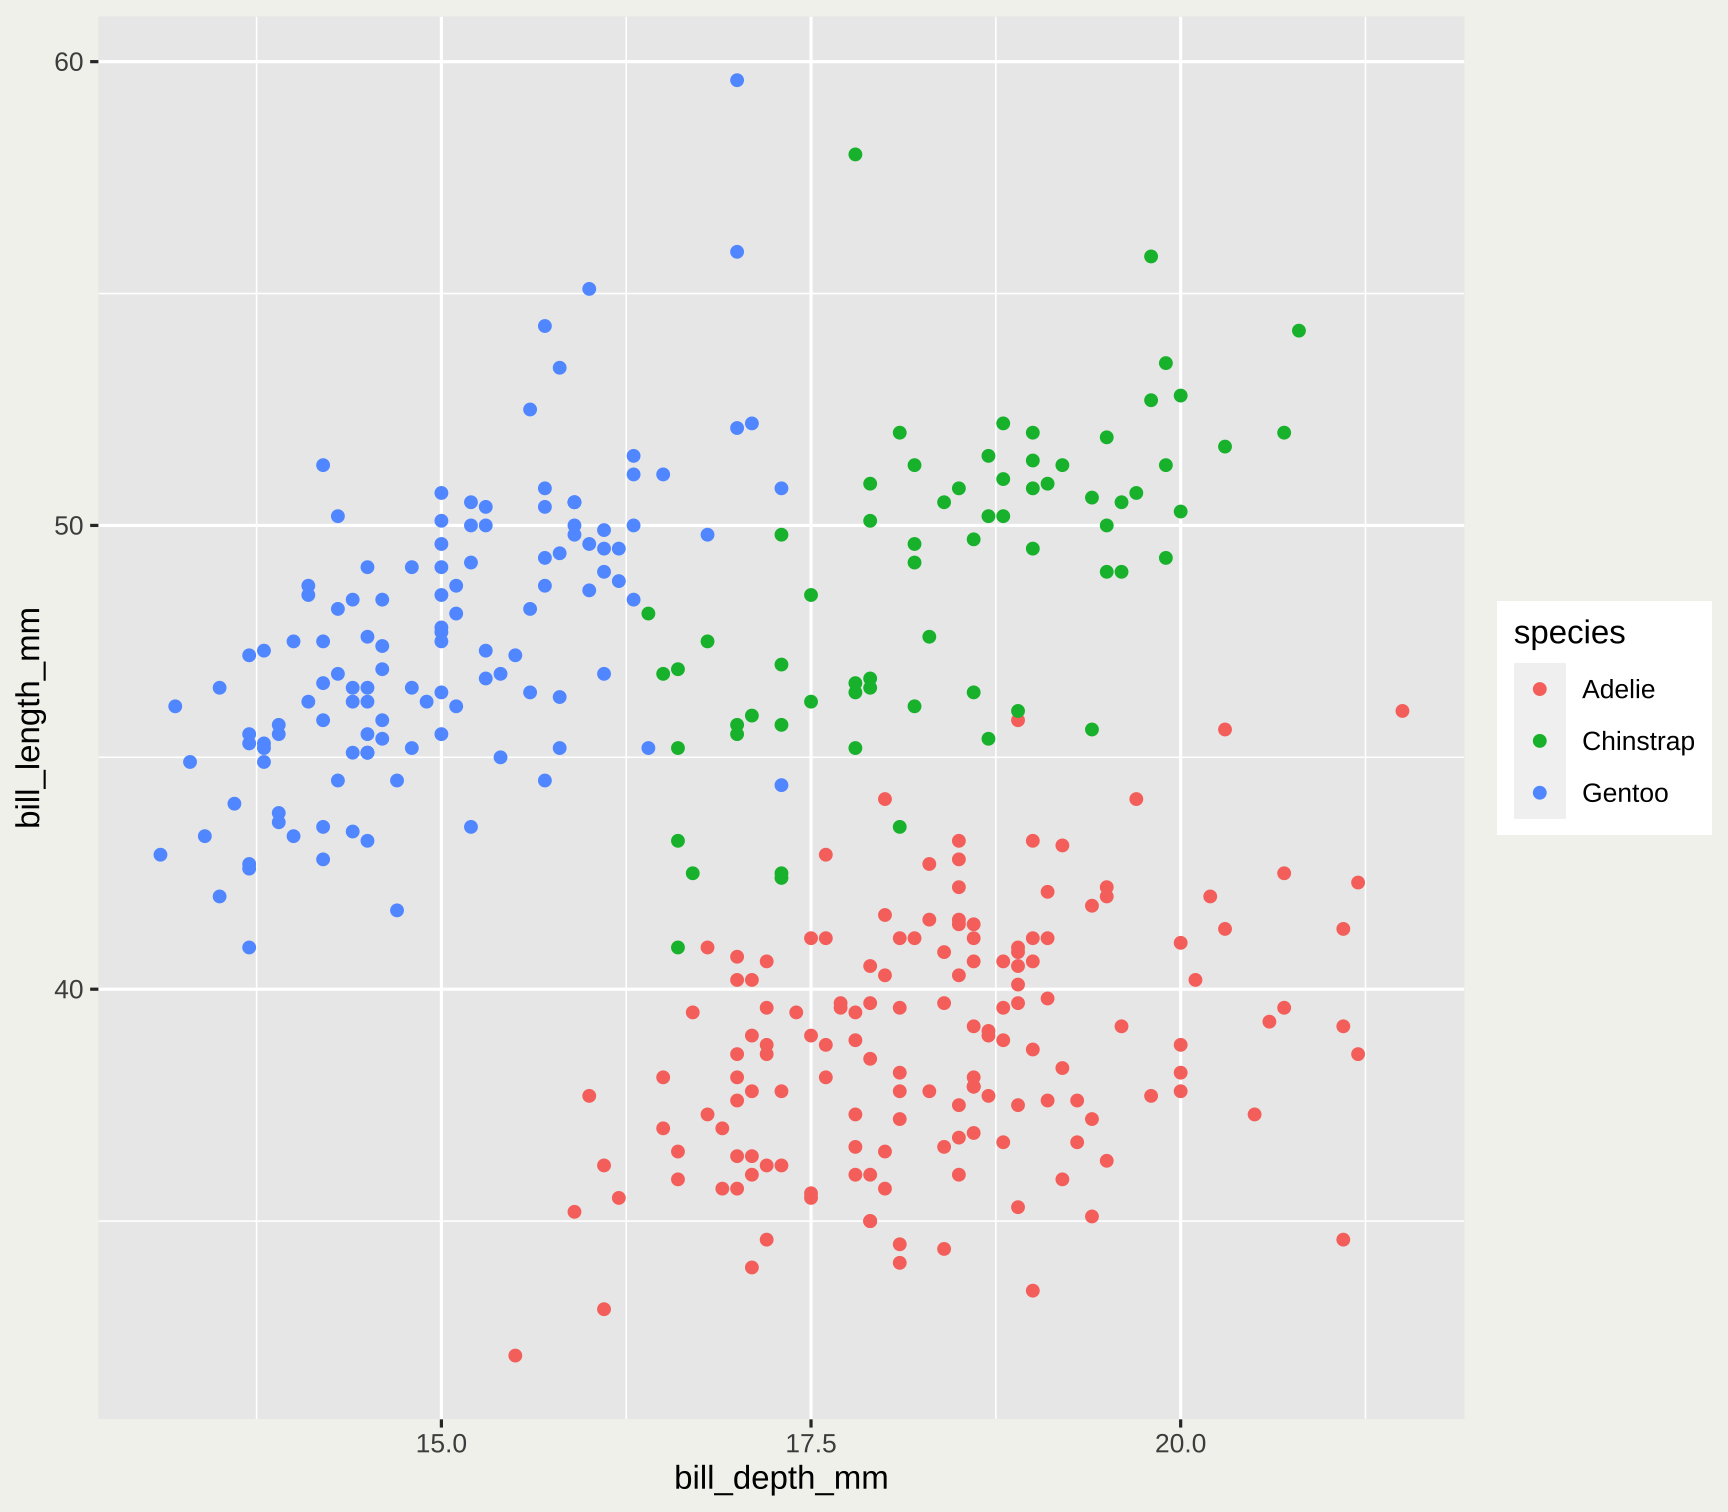 60
50
40
bill_length_mm
15.0
17.5
20.0
bill_depth_mm
species
Adelie
Chinstrap
Gentoo